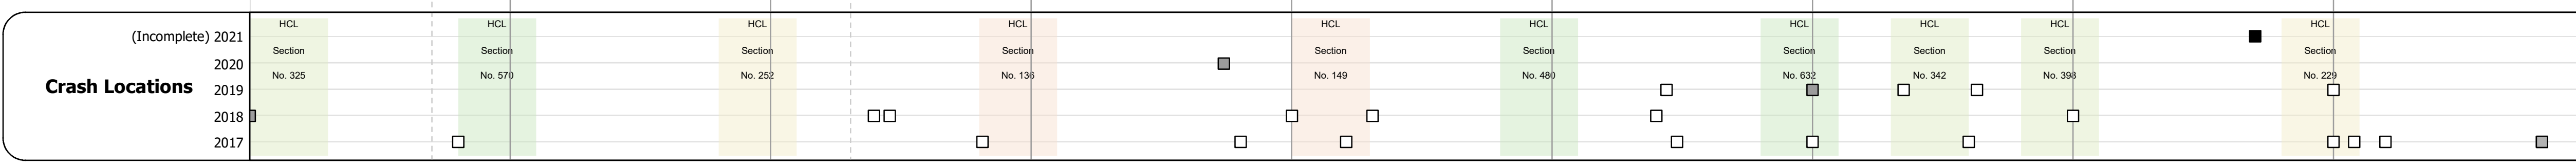 Crash Locations
(Incomplete) 2021
2020
2019
2018
2017
HCL
Section
No. 325
HCL
Section
No. 570
HCL
Section
No. 252
HCL
Section
No. 136
HCL
Section
No. 149
HCL
Section
No. 480
HCL
Section
No. 632
HCL
Section
No. 342
HCL
Section
No. 398
HCL
Section
No. 229